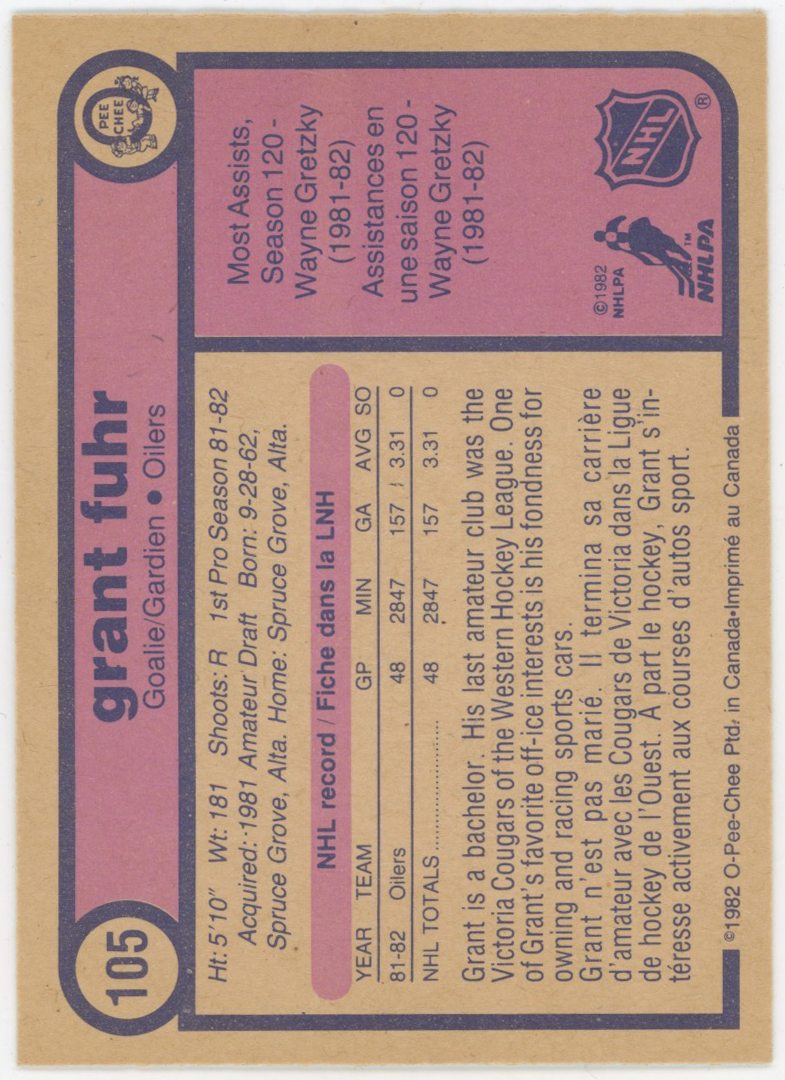 105
grant fuhr
Goalie/Gardien • Oilers
O
PEE
CHEE
Ht: 5'10" Wt: 181 Shoots: R 1st Pro Season 81-82
Acquired: 1981 Amateur Draft Born: 9-28-62,
Spruce Grove, Alta. Home: Spruce Grove, Alta.
NHL record / Fiche dans la LNH
YEAR TEAM GP MIN GA AVG SO
81-82 Oilers 48 2847 157 3.31 0
NHL TOTALS .................... 48 2847 157 3.31 0
Grant is a bachelor. His last amateur club was the
Victoria Cougars of the Western Hockey League. One
of Grant's favorite off-ice interests is his fondness for
owning and racing sports cars.
Grant n'est pas marié. Il termina sa carrière
d'amateur avec les Cougars de Victoria dans la Ligue
de hockey de l'Ouest. À part le hockey, Grant s'in-
téresse activement aux courses d'autos sport.
©1982 O-Pee-Chee Ptd. in Canada•Imprimé au Canada
Most Assists,
Season 120 -
Wayne Gretzky
(1981-82)
Assistances en
une saison 120 -
Wayne Gretzky
(1981-82)
©1982
NHLPA
NHLPA™
NHL®